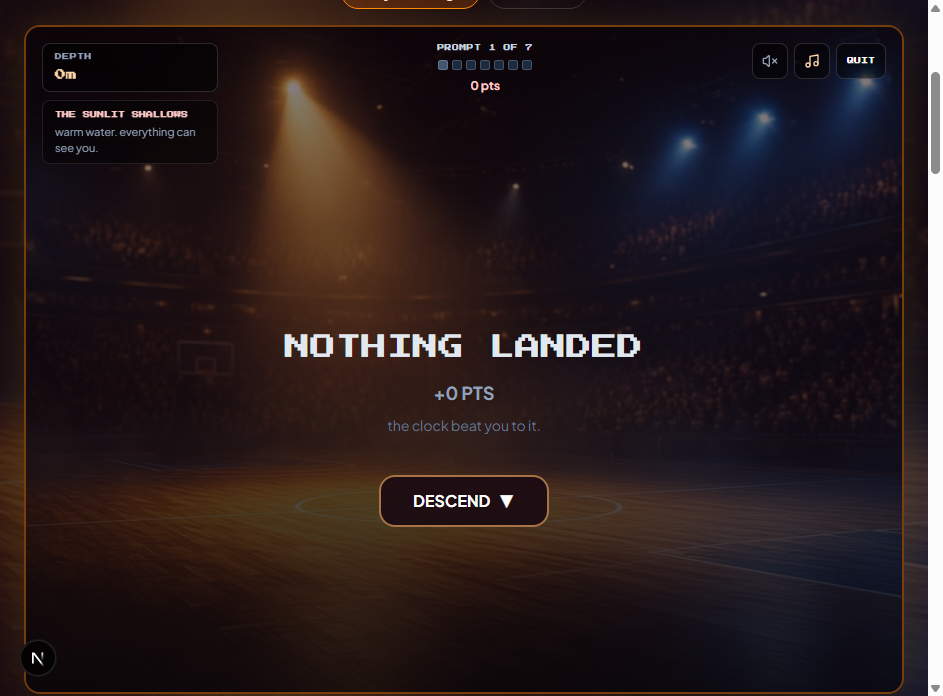 DEPTH
0m
THE SUNLIT SHALLOWS
warm water. everything can
see you.
PROMPT 1 OF 7
0 pts
QUIT
NOTHING LANDED
+0 PTS
the clock beat you to it.
DESCEND ▼
N